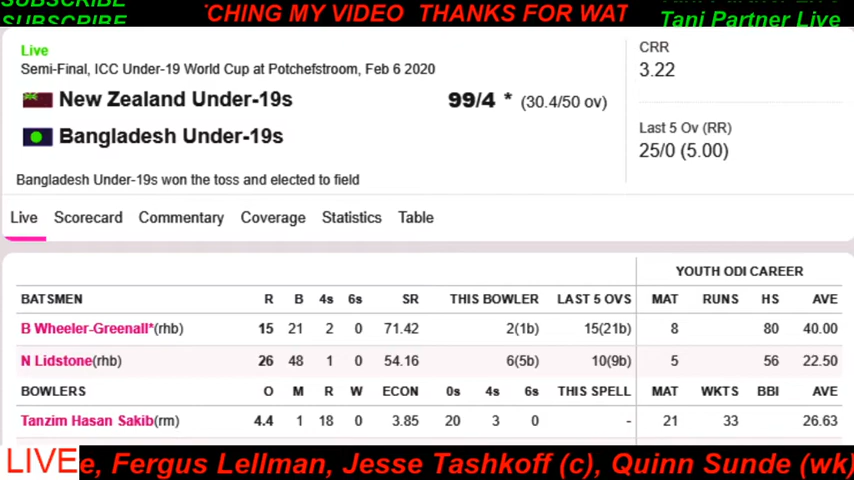 SUBSCRIBE
SUBSCRIBE
CHING MY VIDEO THANKS FOR WAT
Tani Partner Live
Live
Semi-Final, ICC Under-19 World Cup at Potchefstroom, Feb 6 2020
New Zealand Under-19s 99/4 * (30.4/50 ov)
Bangladesh Under-19s
Bangladesh Under-19s won the toss and elected to field
CRR
3.22
Last 5 Ov (RR)
25/0 (5.00)
Live Scorecard Commentary Coverage Statistics Table
YOUTH ODI CAREER
BATSMEN R B 4s 6s SR THIS BOWLER LAST 5 OVS MAT RUNS HS AVE
B Wheeler-Greenall*(rhb) 15 21 2 0 71.42 2(1b) 15(21b) 8 80 40.00
N Lidstone(rhb) 26 48 1 0 54.16 6(5b) 10(9b) 5 56 22.50
BOWLERS O M R W ECON 0s 4s 6s THIS SPELL MAT WKTS BBI AVE
Tanzim Hasan Sakib(rm) 4.4 1 18 0 3.85 20 3 0 - 21 33 26.63
LIVE e, Fergus Lellman, Jesse Tashkoff (c), Quinn Sunde (wk)